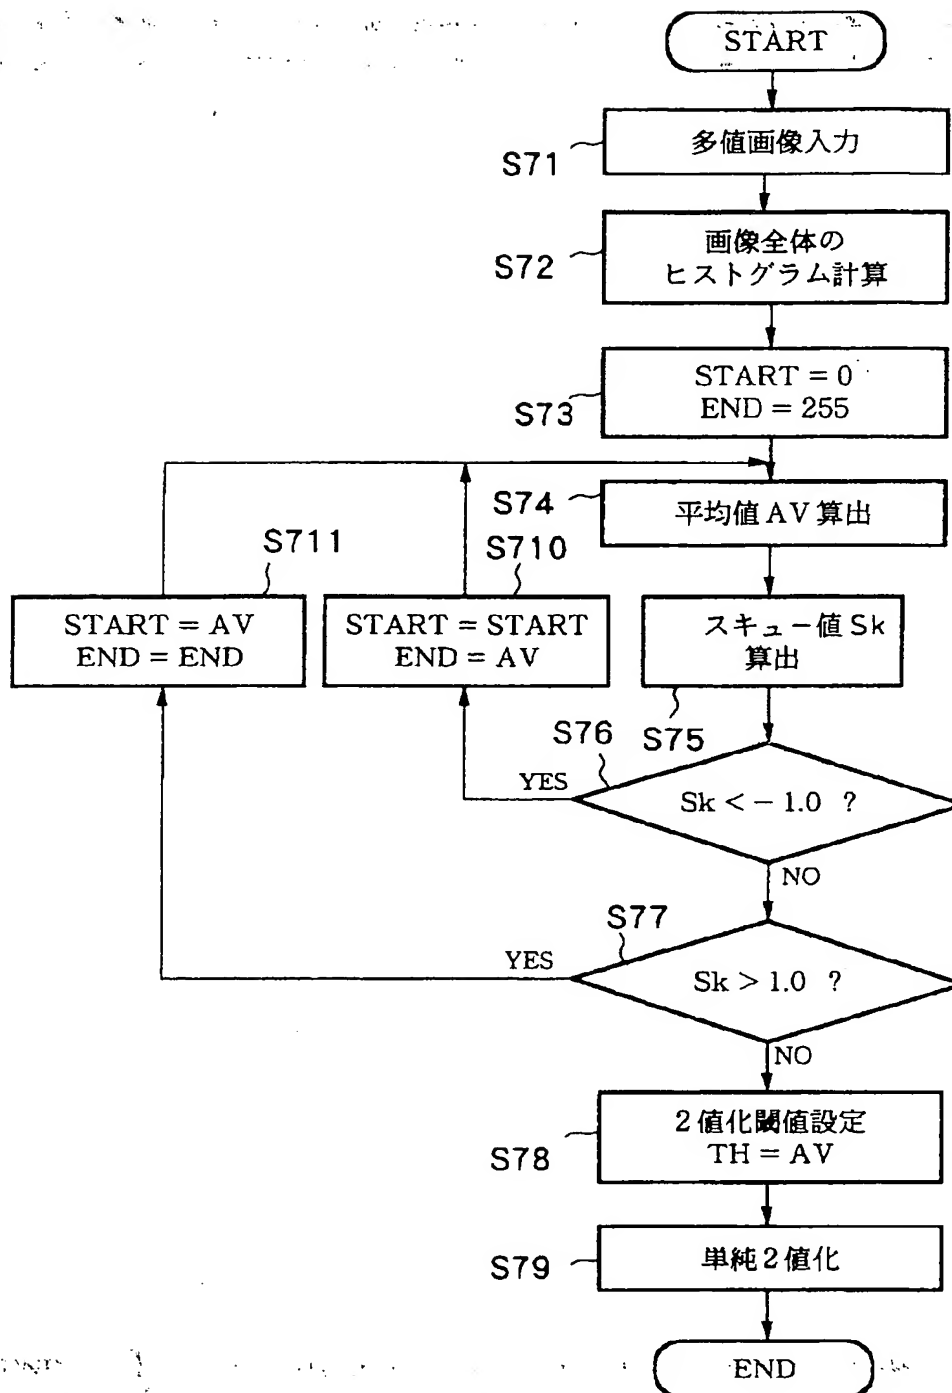 START
S71
多値画像入力
S72
画像全体の
ヒストグラム計算
S73
START = 0
END = 255
S74
平均値 AV 算出
S711
START = AV
END = END
S710
START = START
END = AV
スキュー値 Sk
算出
S75
S76
YES
Sk < - 1.0 ?
NO
S77
YES
Sk > 1.0 ?
NO
S78
2値化閾値設定
TH = AV
S79
単純2値化
END